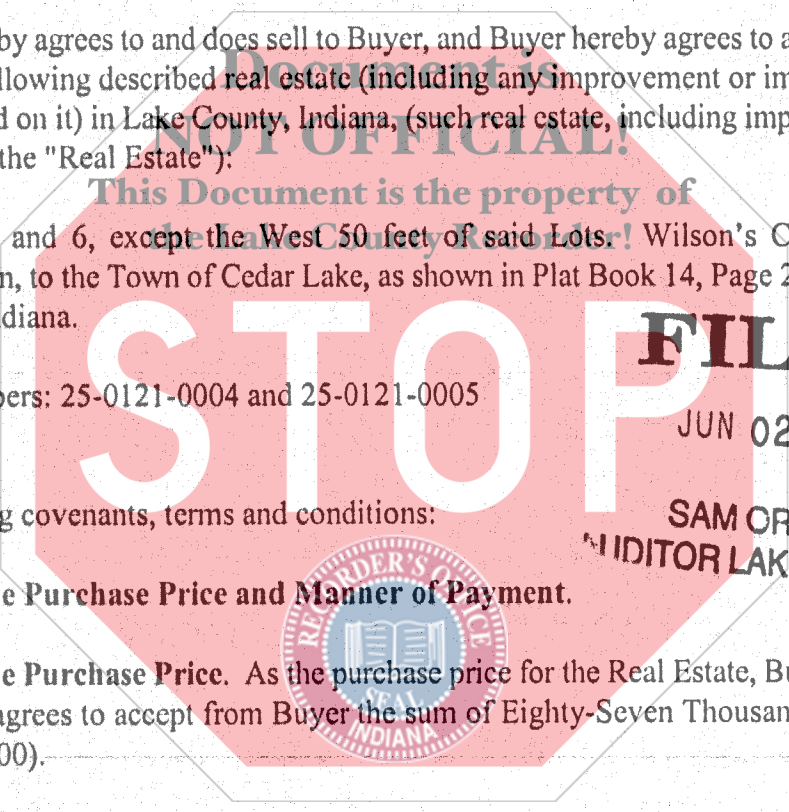 by agrees to and does sell to Buyer, and Buyer hereby agrees to a
llowing described real estate (including any improvement or im
Document is
d on it) in Lake County, Indiana, (such real estate, including imp
NOT OFFICIAL!
the "Real Estate"):
This Document is the property of
the Lake County Recorder!
and 6, except the West 50 feet of said Lots. Wilson's C
n, to the Town of Cedar Lake, as shown in Plat Book 14, Page 2
diana.
STOP
FIL
bers: 25-0121-0004 and 25-0121-0005
JUN 02
g covenants, terms and conditions:
SAM OR
AUDITOR LAK
e Purchase Price and Manner of Payment.
RECORDER'S OFFICE
SEAL
INDIANA
e Purchase Price. As the purchase price for the Real Estate, Bu
agrees to accept from Buyer the sum of Eighty-Seven Thousan
00).